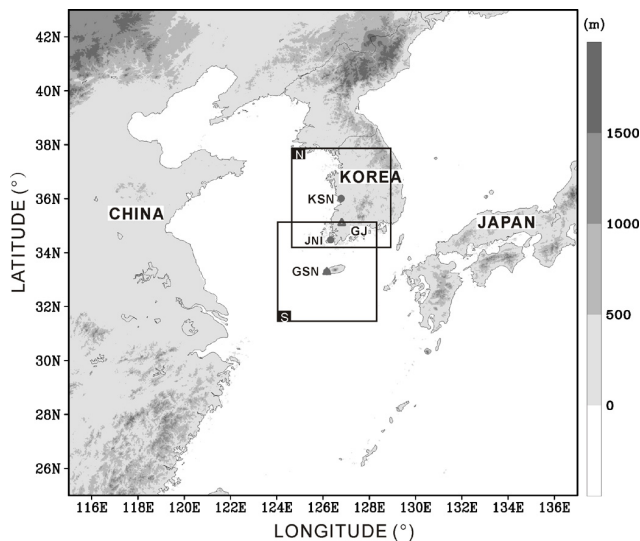 (m)
42N
40N
38N
36N
34N
32N
30N
28N
26N
LATITUDE (°)
1500
1000
500
0
N
KOREA
KSN
CHINA
JAPAN
GJ
JNI
GSN
S
116E 118E 120E 122E 124E 126E 128E 130E 132E 134E 136E
LONGITUDE (°)